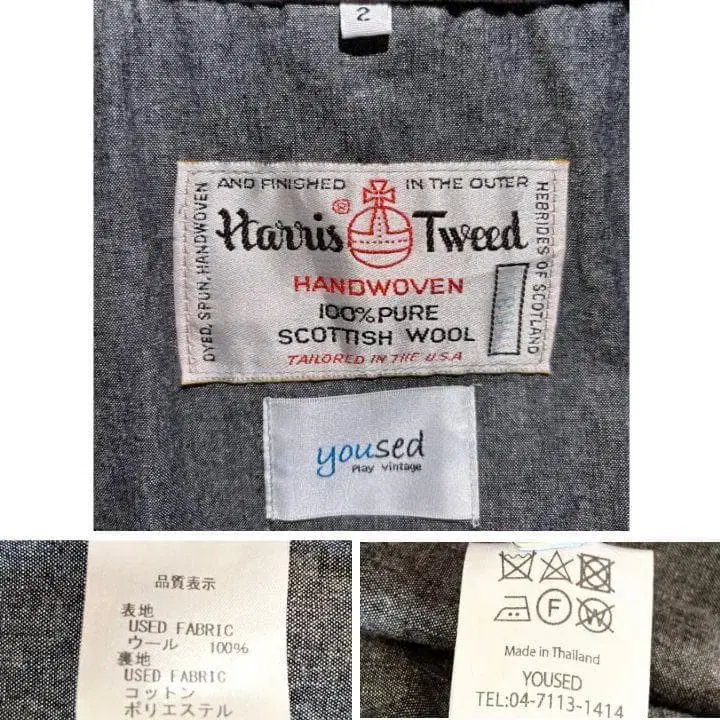 2
AND FINISHED IN THE OUTER
DYED, SPUN, HANDWOVEN
HEBRIDES OF SCOTLAND
Harris® Tweed
HANDWOVEN
100% PURE
SCOTTISH WOOL
TAILORED IN THE U.S.A
yoused
Play vintage
品質表示
表地
USED FABRIC
ウール 100%
裏地
USED FABRIC
コットン
ポリエステル
F
W
Made in Thailand
YOUSED
TEL:04-7113-1414